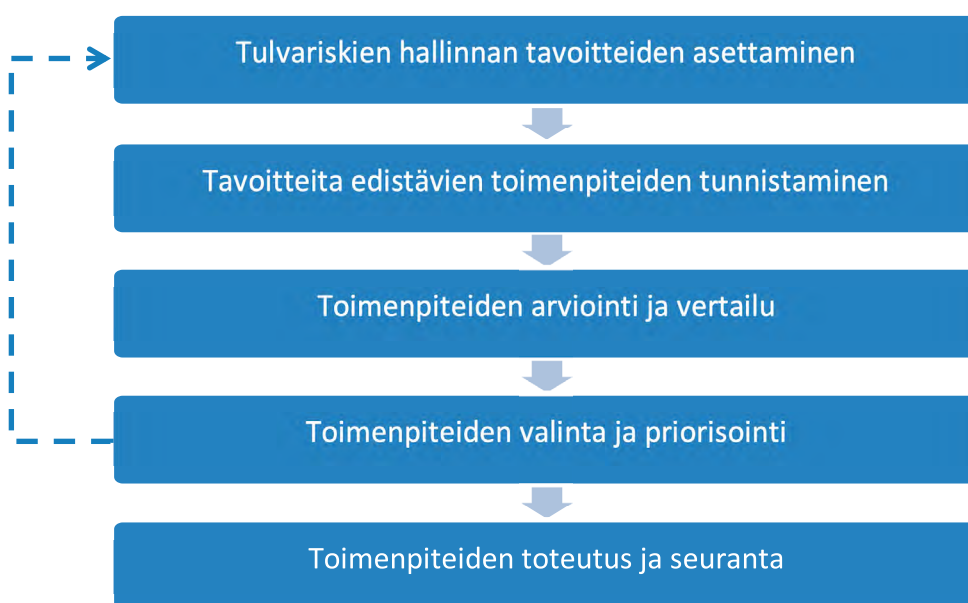 Tulvariskien hallinnan tavoitteiden asettaminen
Tavoitteita edistävien toimenpiteiden tunnistaminen
Toimenpiteiden arviointi ja vertailu
Toimenpiteiden valinta ja priorisointi
Toimenpiteiden toteutus ja seuranta